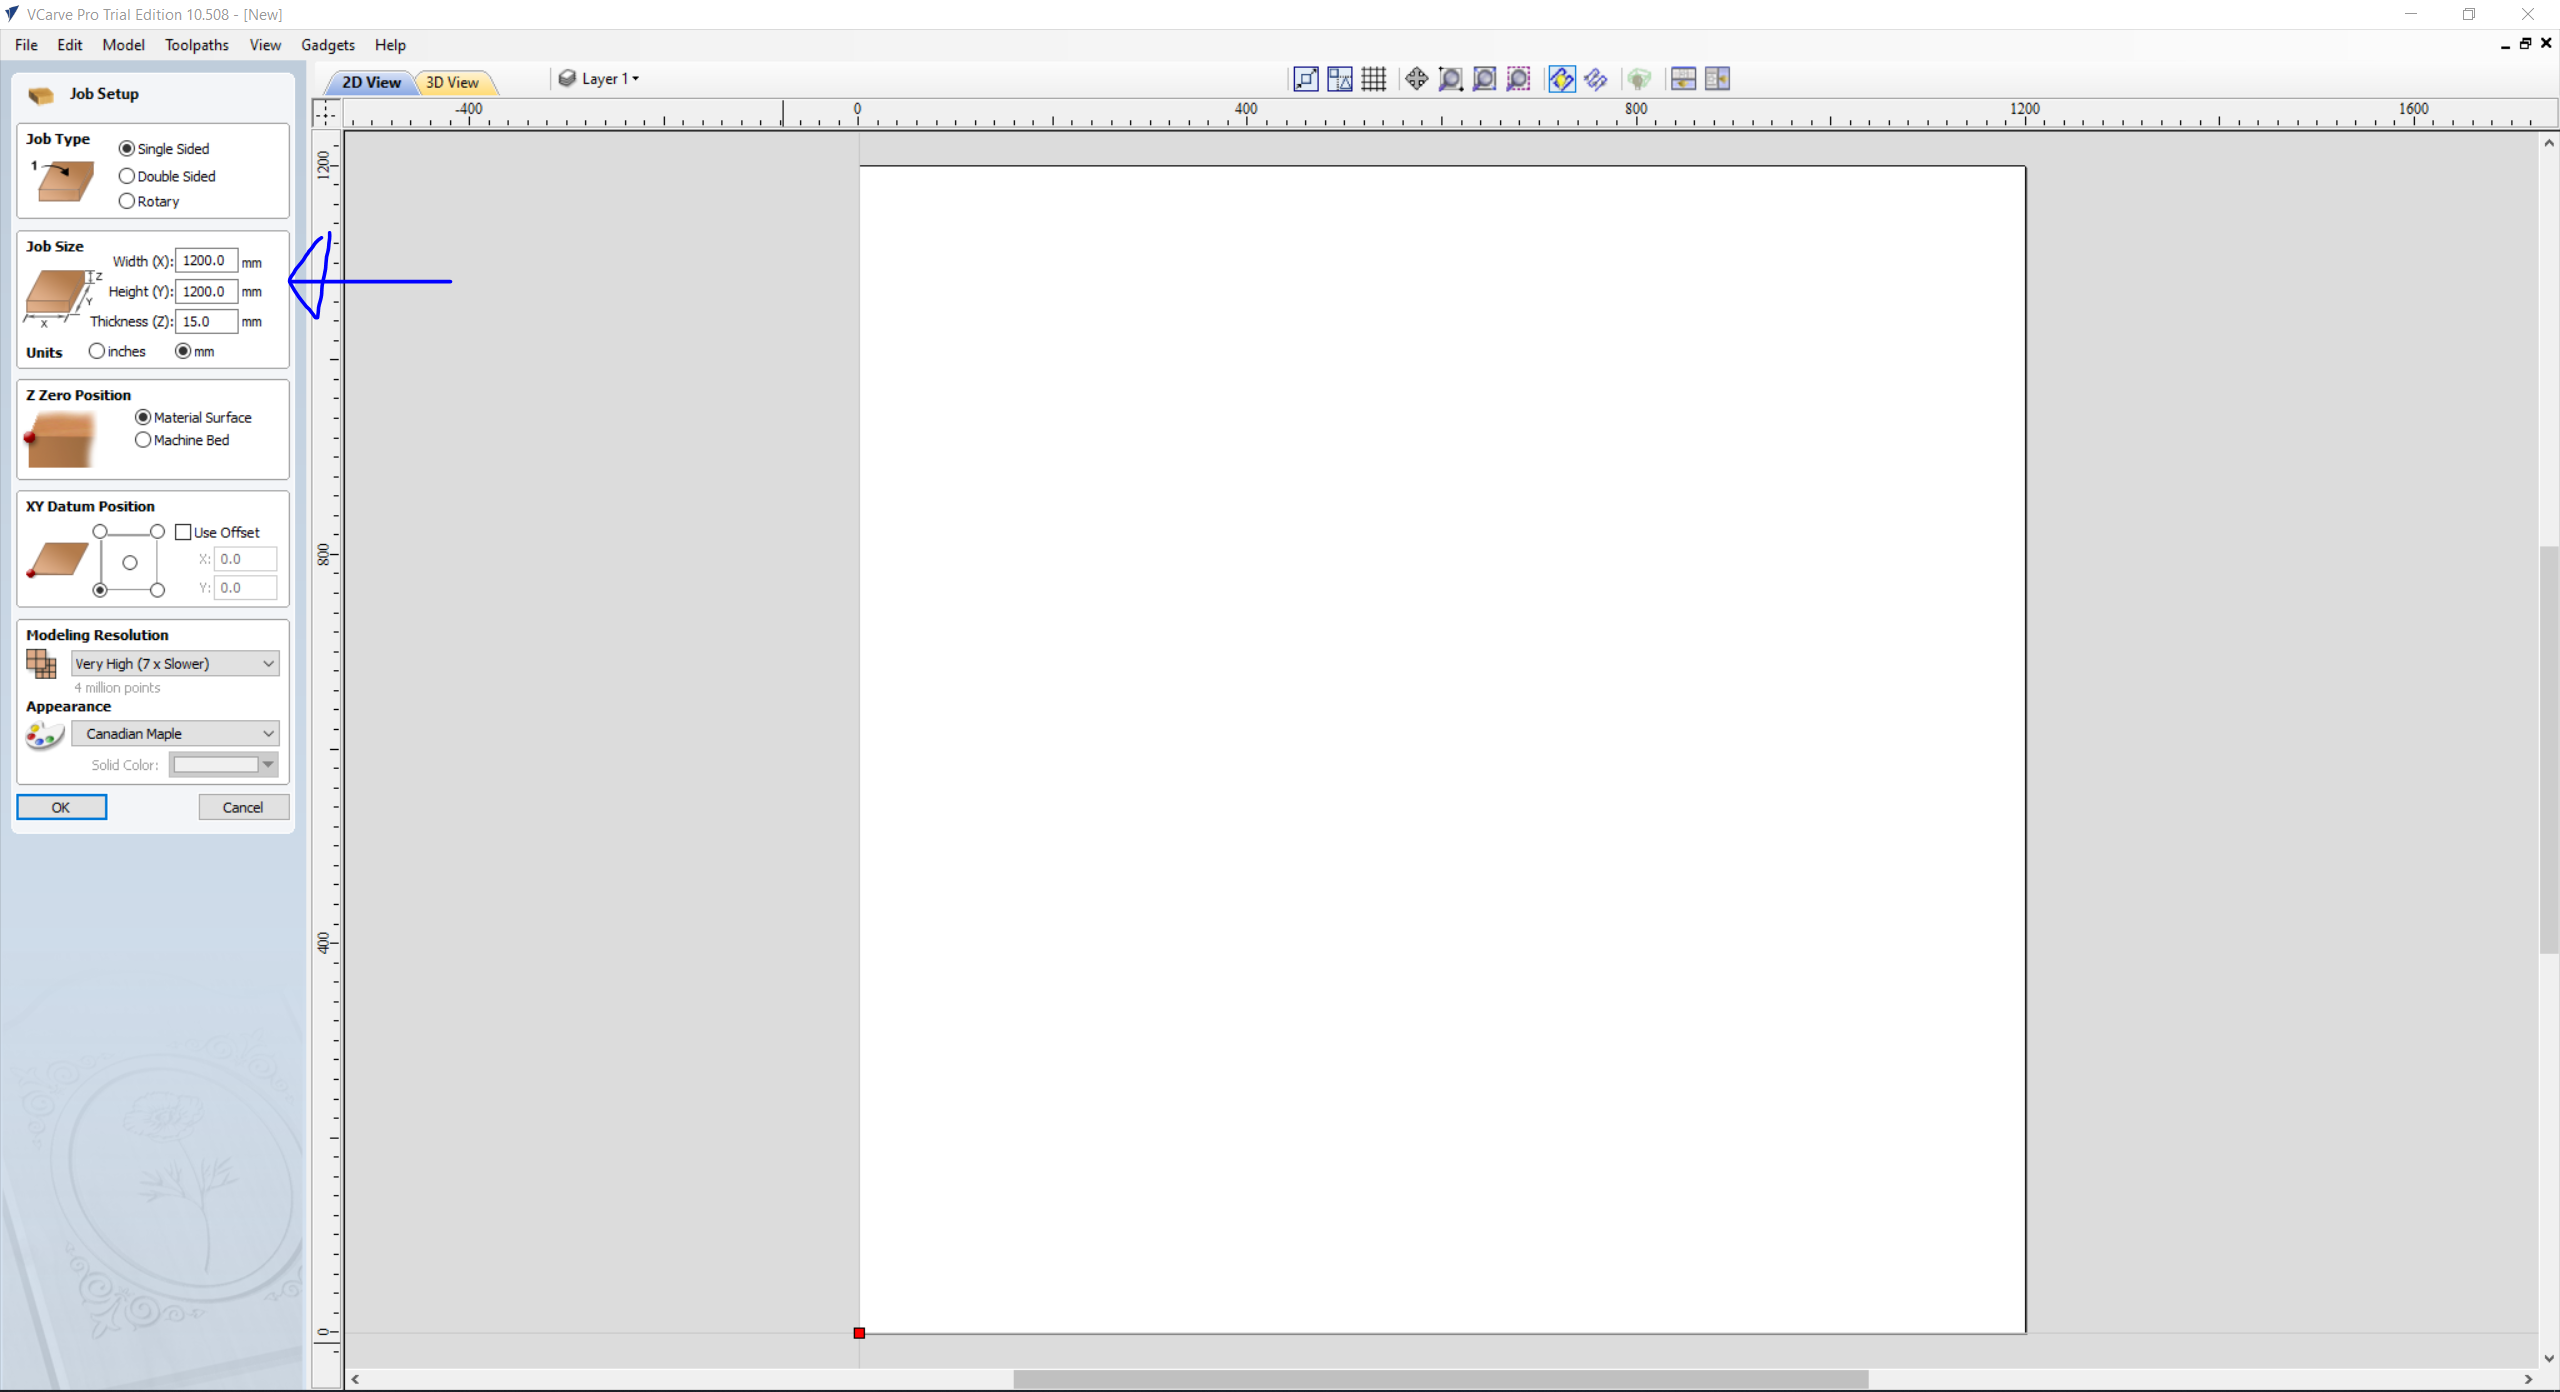 VCarve Pro Trial Edition 10.508 - [New]
File Edit Model Toolpaths View Gadgets Help
Job Setup
2D View 3D View Layer 1
-400 0 400 800 1200 1600
Job Type
1
Single Sided
Double Sided
Rotary
Job Size
Width (X): 1200.0 mm
Z
Height (Y): 1200.0 mm
Y
X
Thickness (Z): 15.0 mm
Units inches mm
Z Zero Position
Material Surface
Machine Bed
XY Datum Position
Use Offset
X: 0.0
Y: 0.0
Modeling Resolution
Very High (7 x Slower)
4 million points
Appearance
Canadian Maple
Solid Color:
OK Cancel
1200
800
400
0